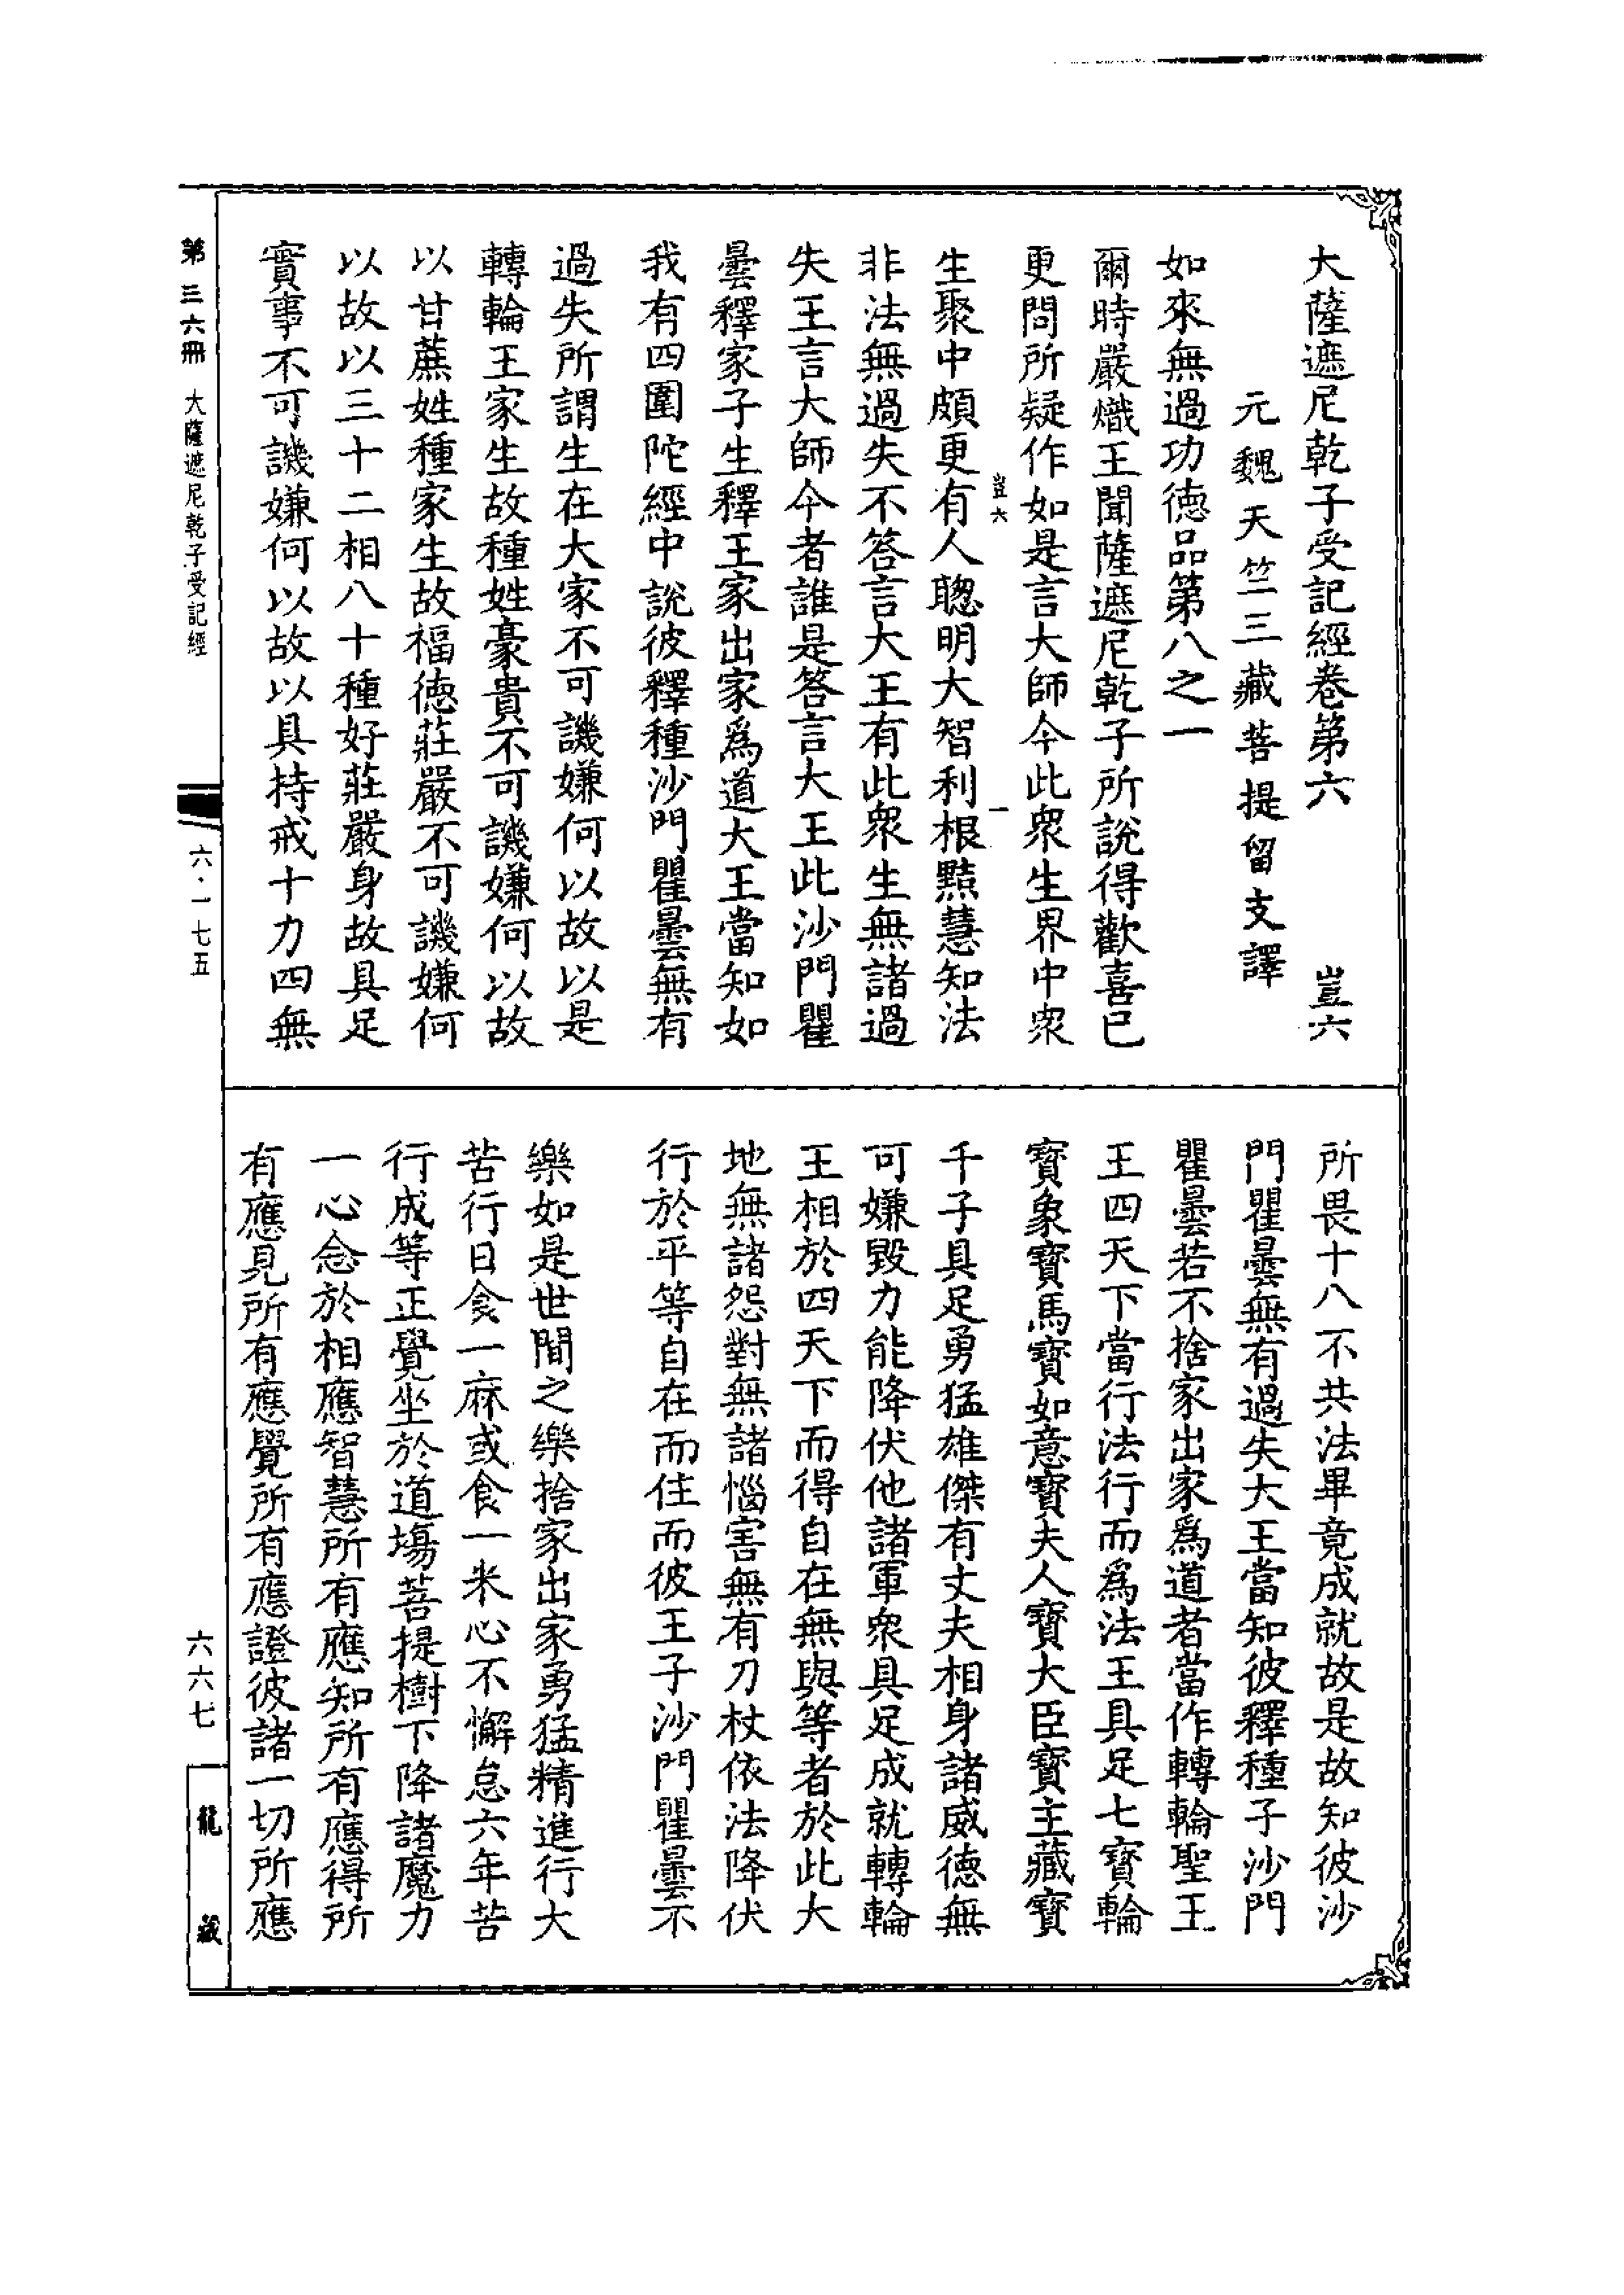 大薩遮尼乾子受記經卷第六　豈六
元魏天竺三藏菩提留支譯
如來無過功德品第八之一
爾時嚴熾王聞薩遮尼乾子所說得歡喜已
更問所疑作如是言大師今此衆生界中衆
豈六　一
生聚中頗更有人聰明大智利根黠慧知法
非法無過失不答言大王有此衆生無諸過
失王言大師今者誰是答言大王此沙門瞿
曇釋家子生釋王家出家爲道大王當知如
我有四圍陀經中說彼釋種沙門瞿曇無有
過失所謂生在大家不可譏嫌何以故以是
轉輪王家生故種姓豪貴不可譏嫌何以故
以甘蔗姓種家生故福德莊嚴不可譏嫌何
以故以三十二相八十種好莊嚴身故具足
實事不可譏嫌何以故以具持戒十力四無
所畏十八不共法畢竟成就故是故知彼沙
門瞿曇無有過失大王當知彼釋種子沙門
瞿曇若不捨家出家爲道者當作轉輪聖王
王四天下當行法行而爲法王具足七寶輪
寶象寶馬寶如意寶夫人寶大臣寶主藏寶
千子具足勇猛雄傑有丈夫相身諸威德無
可嫌毀力能降伏他諸軍衆具足成就轉輪
王相於四天下而得自在無與等者於此大
地無諸怨對無諸惱害無有刀杖依法降伏
行於平等自在而住而彼王子沙門瞿曇不
樂如是世間之樂捨家出家勇猛精進行大
苦行日食一麻或食一米心不懈怠六年苦
行成等正覺坐於道場菩提樹下降諸魔力
一心念於相應智慧所有應知所有應得所
有應見所有應覺所有應證彼諸一切所應
第三六冊　大薩遮尼乾子受記經
六·一七五
六六七
龍藏